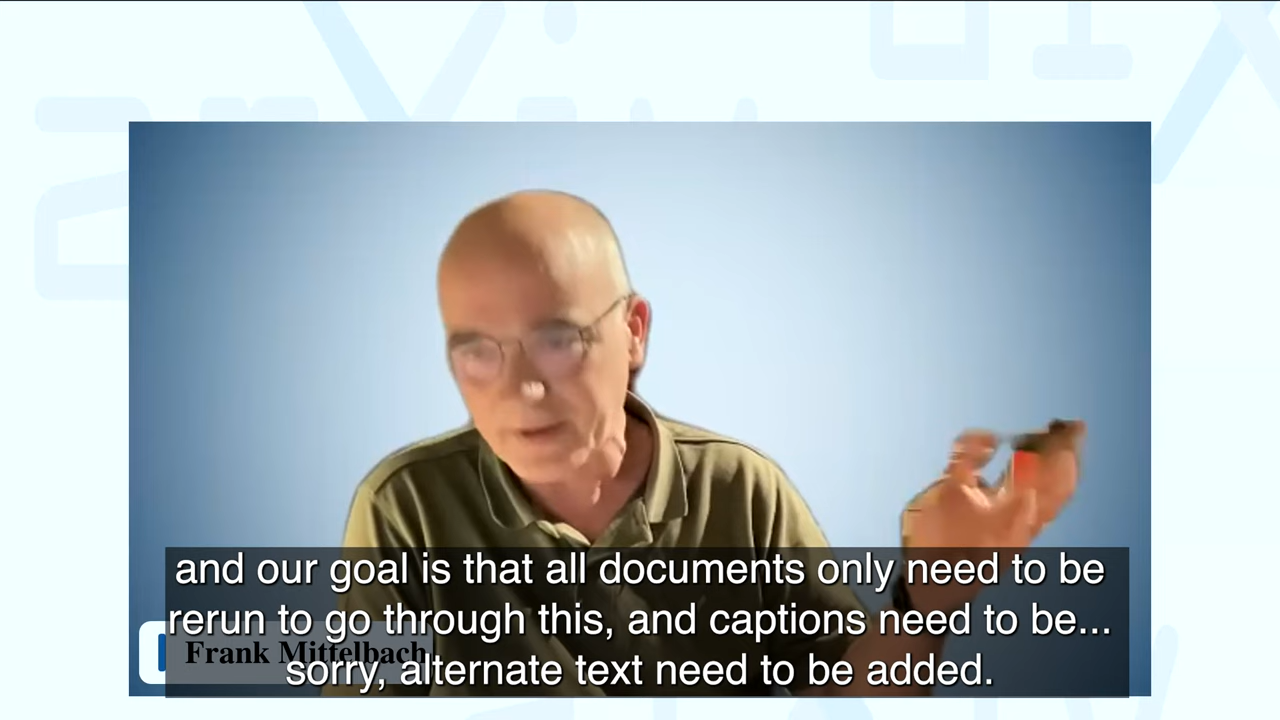 and our goal is that all documents only need to be
rerun to go through this, and captions need to be...
Frank Mittelbach
sorry, alternate text need to be added.